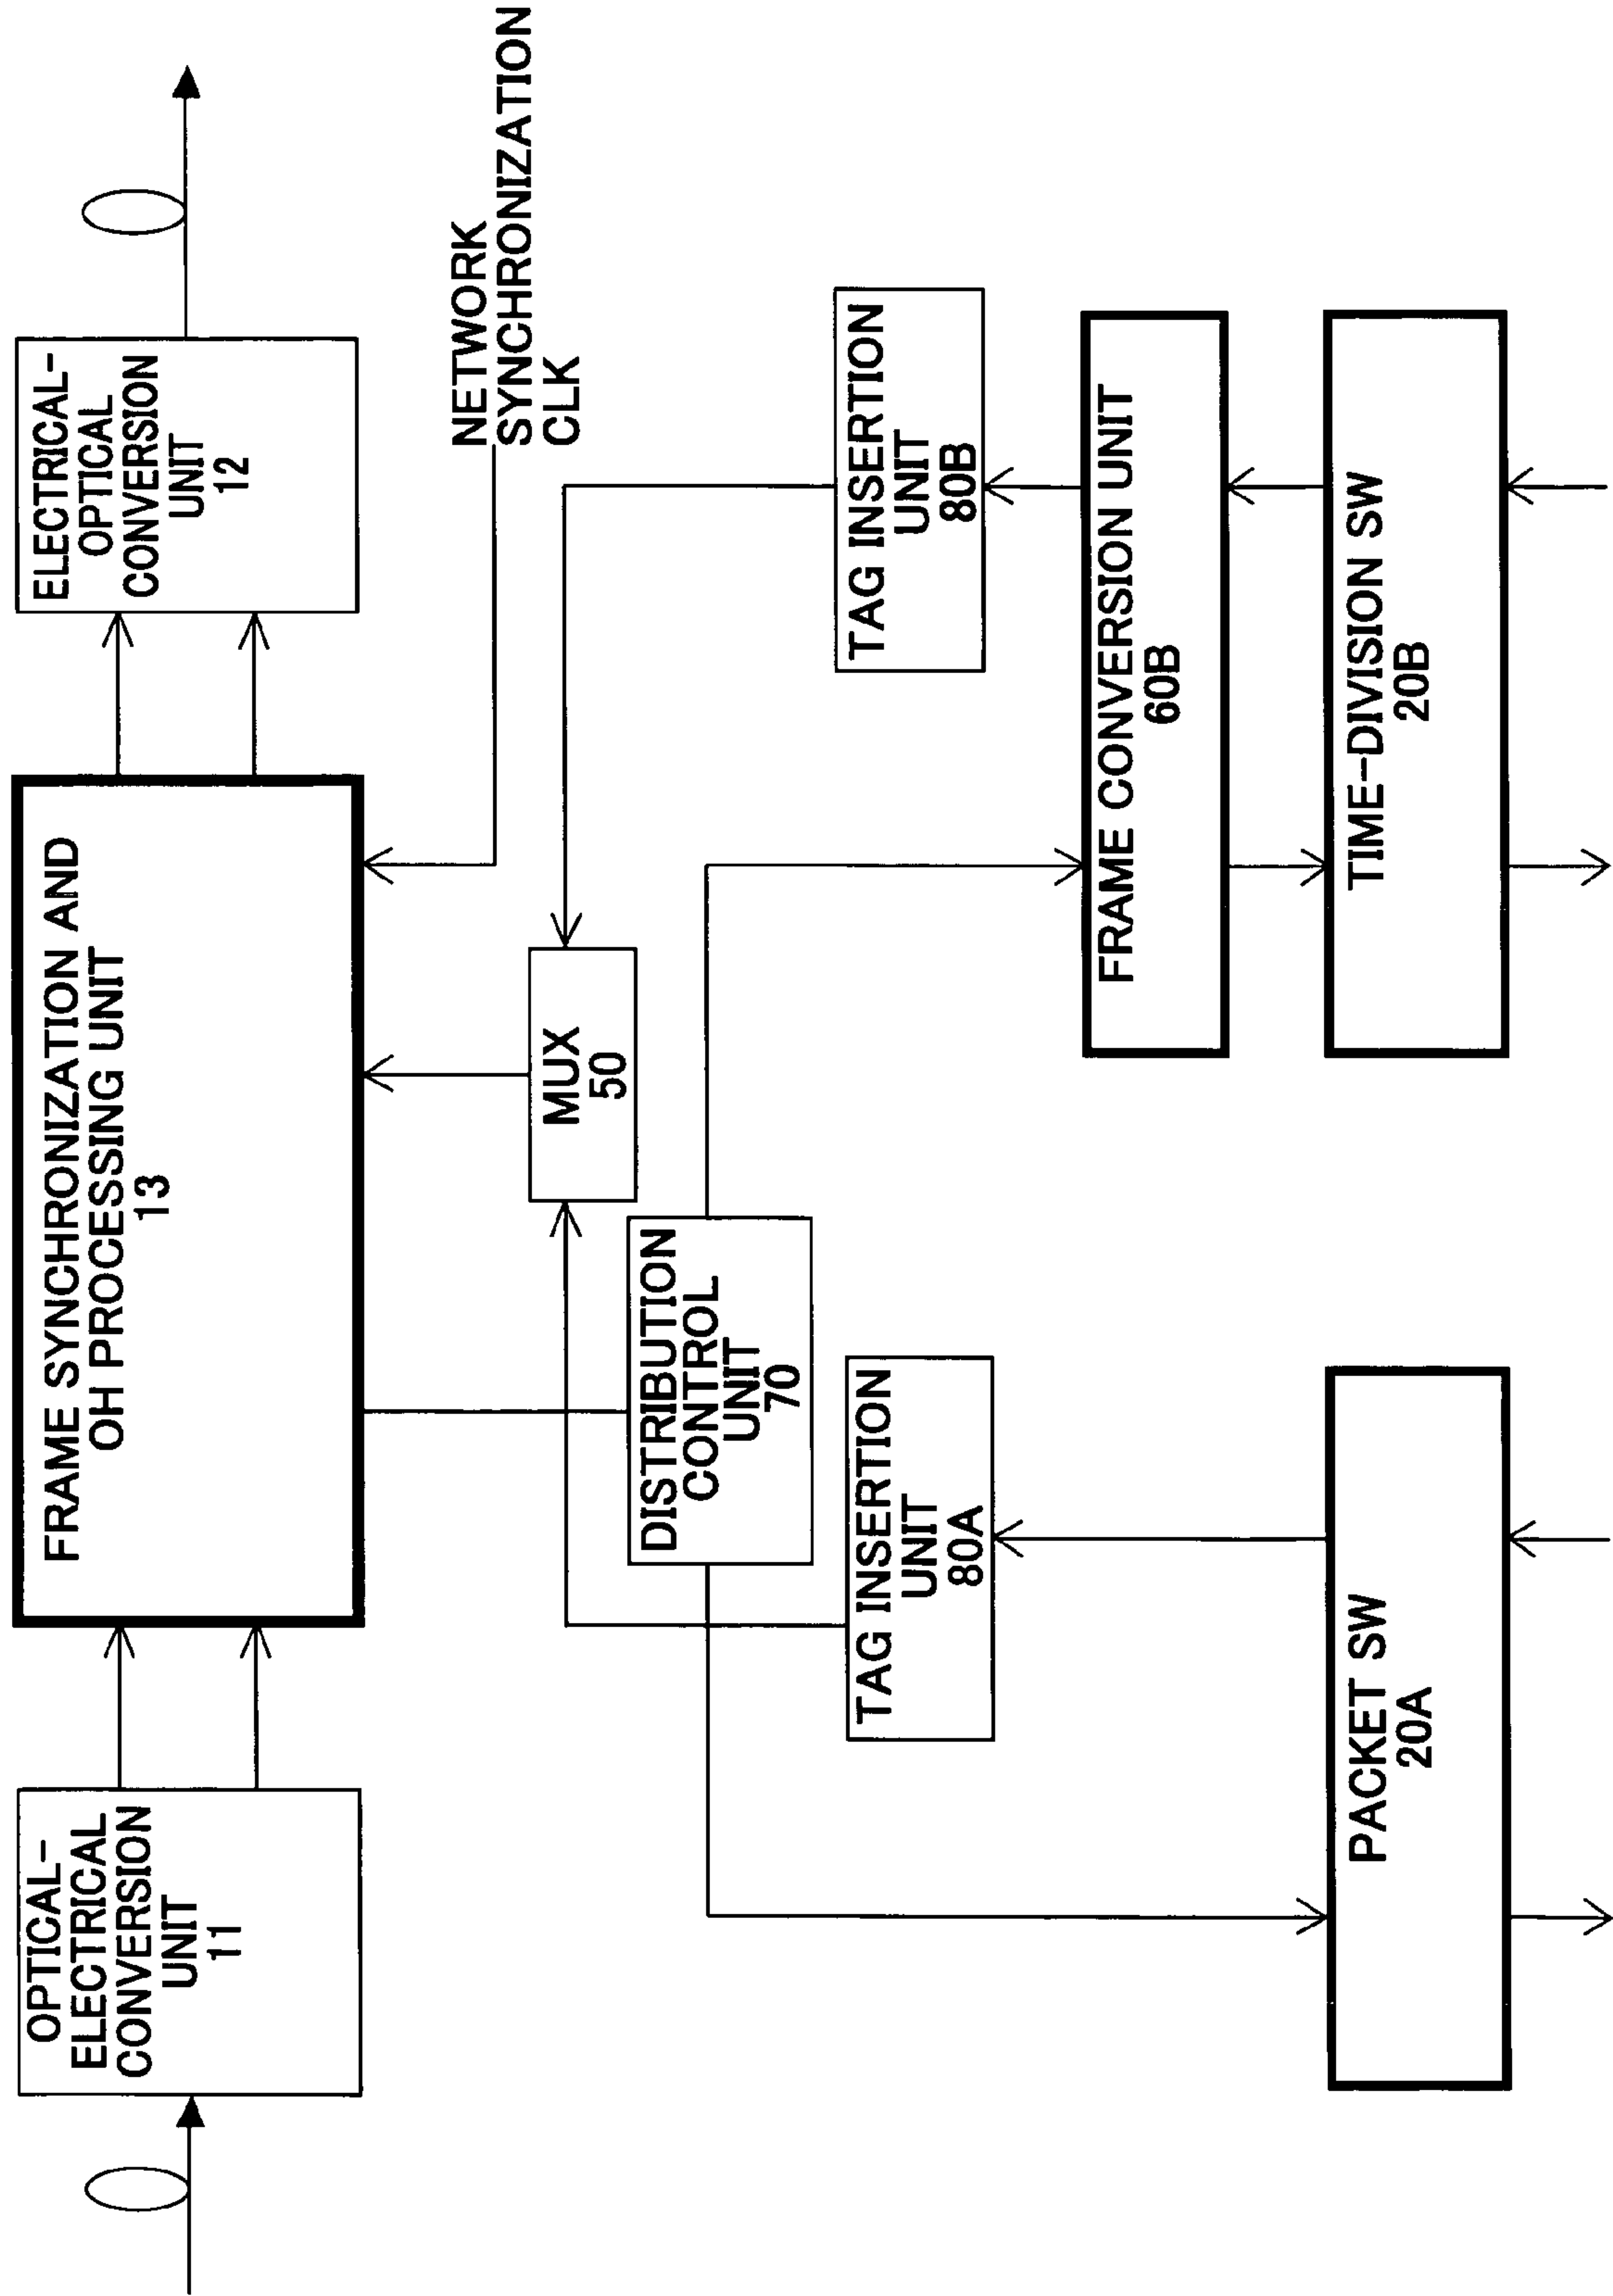 OPTICAL-
ELECTRICAL
CONVERSION
UNIT
11
FRAME SYNCHRONIZATION AND
OH PROCESSING UNIT
13
ELECTRICAL-
OPTICAL
CONVERSION
UNIT
12
NETWORK
SYNCHRONIZATION
CLK
MUX
50
DISTRIBUTION
CONTROL
UNIT
70
TAG INSERTION
UNIT
80A
TAG INSERTION
UNIT
80B
FRAME CONVERSION UNIT
60B
PACKET SW
20A
TIME-DIVISION SW
20B